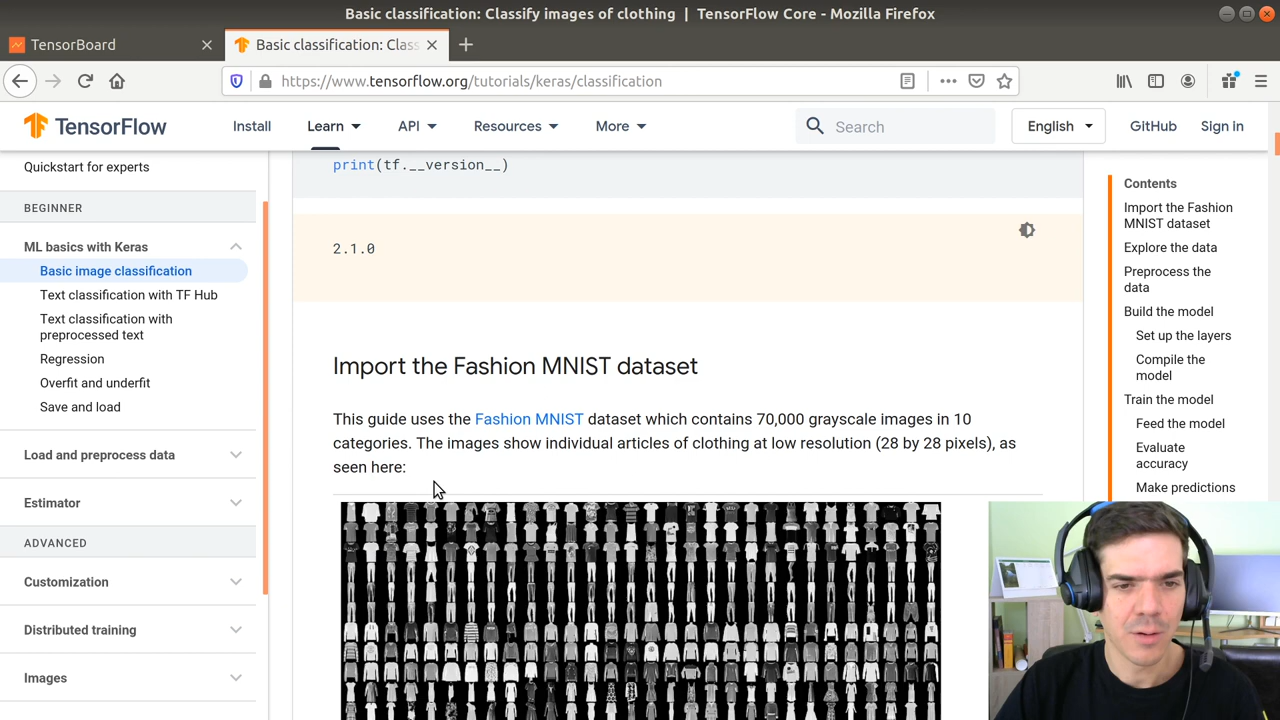 Basic classification: Classify images of clothing | TensorFlow Core - Mozilla Firefox
TensorBoard
Basic classification: Clas
https://www.tensorflow.org/tutorials/keras/classification
TensorFlow
Install
Learn
API
Resources
More
Search
English
GitHub
Sign in
Quickstart for experts
BEGINNER
ML basics with Keras
Basic image classification
Text classification with TF Hub
Text classification with
preprocessed text
Regression
Overfit and underfit
Save and load
Load and preprocess data
Estimator
ADVANCED
Customization
Distributed training
Images
print(tf.__version__)
2.1.0
Import the Fashion MNIST dataset
This guide uses the Fashion MNIST dataset which contains 70,000 grayscale images in 10
categories. The images show individual articles of clothing at low resolution (28 by 28 pixels), as
seen here:
Contents
Import the Fashion
MNIST dataset
Explore the data
Preprocess the
data
Build the model
Set up the layers
Compile the
model
Train the model
Feed the model
Evaluate
accuracy
Make predictions